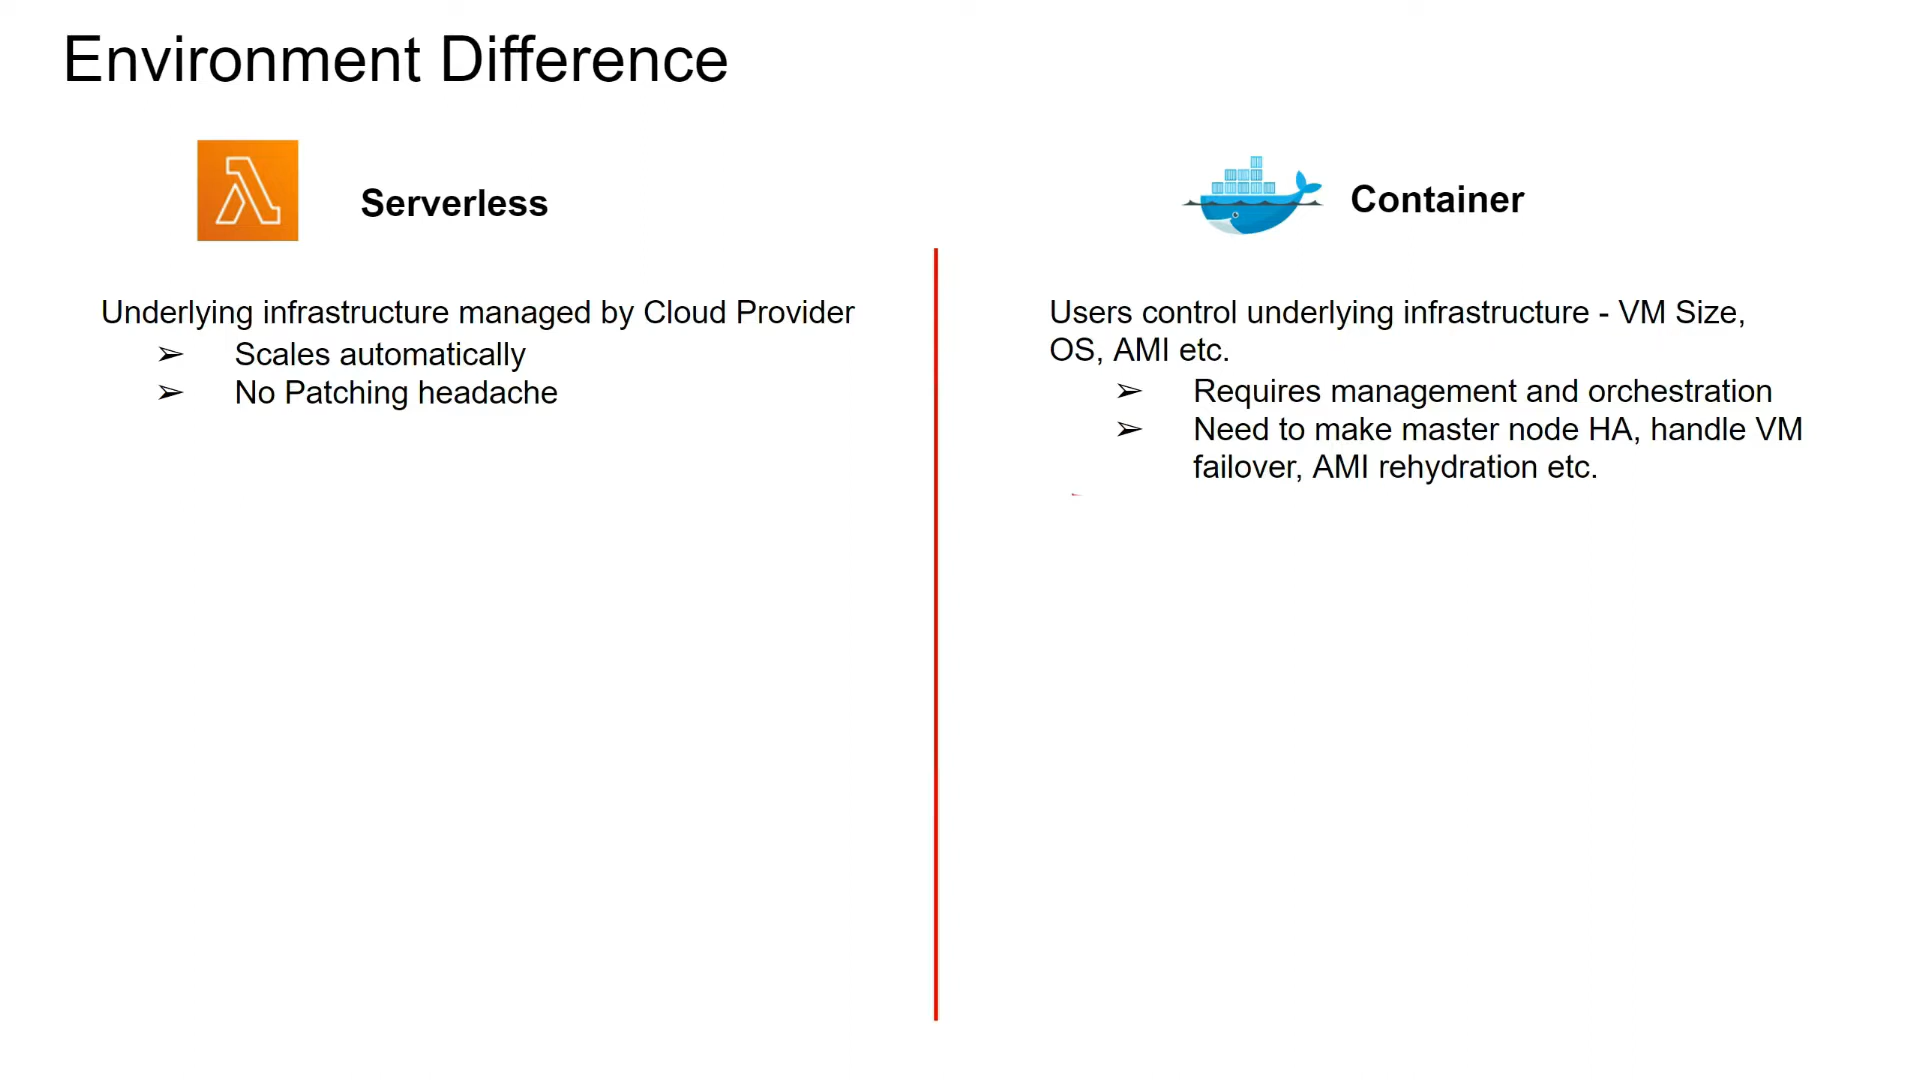 Environment Difference
Serverless
Underlying infrastructure managed by Cloud Provider
➢ Scales automatically
➢ No Patching headache
Container
Users control underlying infrastructure - VM Size,
OS, AMI etc.
➢ Requires management and orchestration
➢ Need to make master node HA, handle VM
failover, AMI rehydration etc.